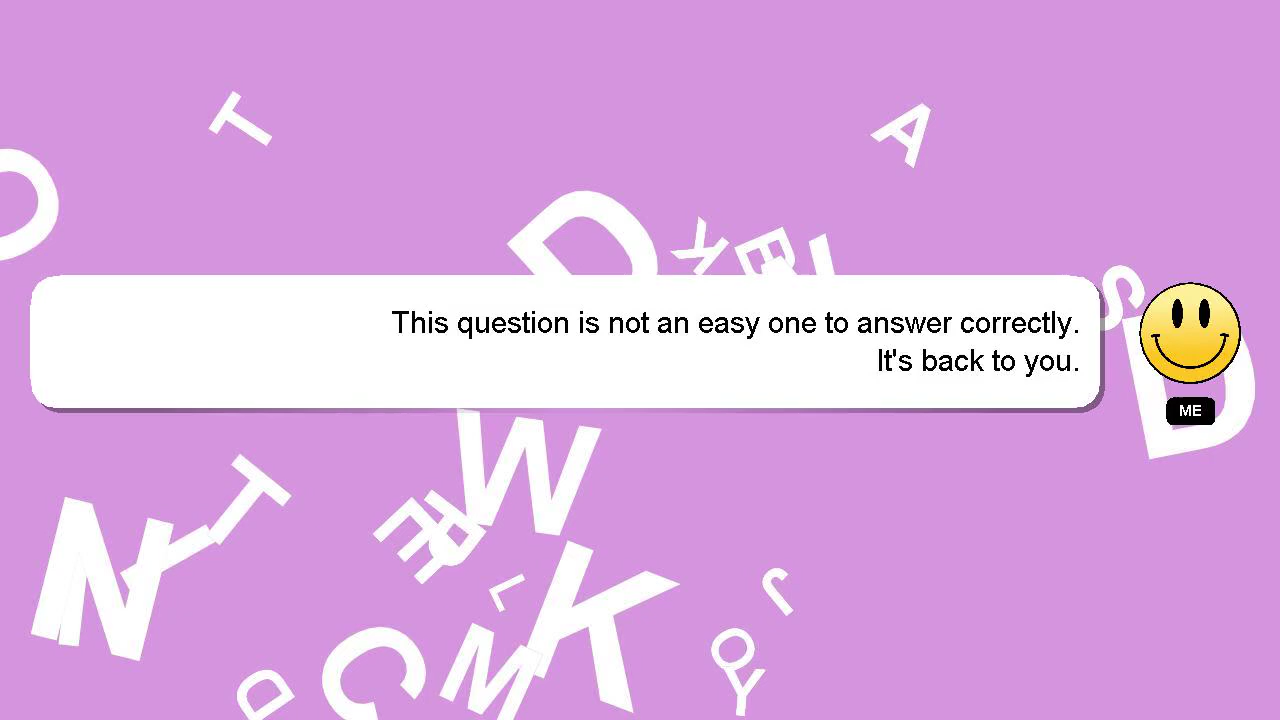 This question is not an easy one to answer correctly.
It's back to you.
ME
T
A
O
D
K
E
S
D
W
T
N
Y
E
R
L
K
J
C
M
O
Y
D